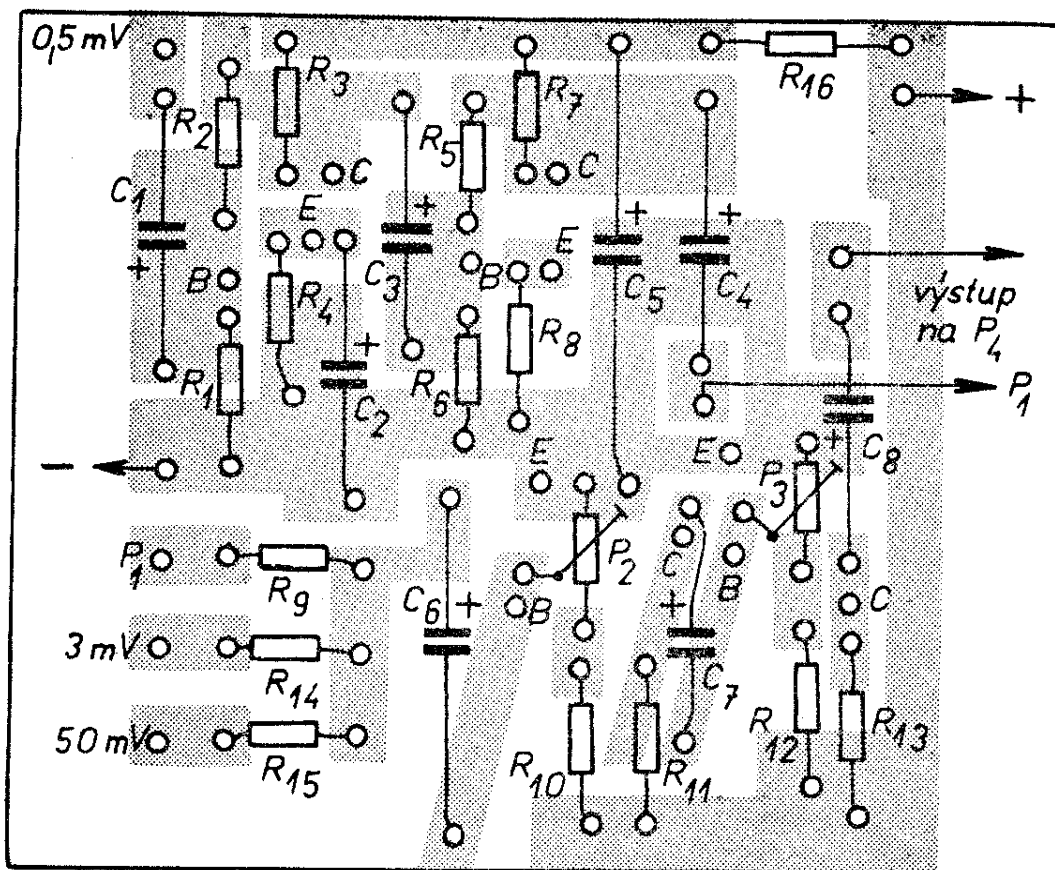 0,5 mV
R3
R7
R16
+
R2
R5
C1
C
C
E
+
+
+
+
E
B
B
C3
C5
C4
R4
výstup
na P4
R8
+
R1
R6
P1
C2
+
C8
E
E
P3
−
P1
R9
P2
C
B
C
C6
+
B
+
3 mV
R14
C7
50 mV
R15
R10
R11
R12
R13